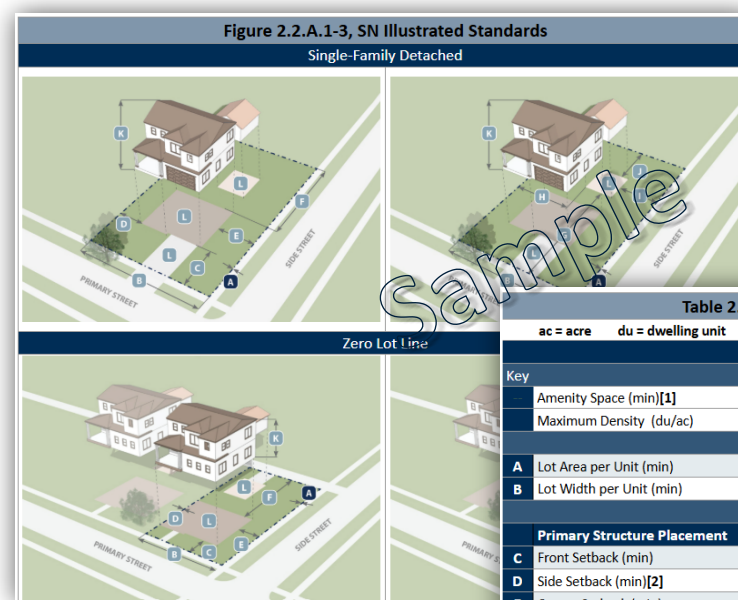 Figure 2.2.A.1-3, SN Illustrated Standards
Single-Family Detached
K
L
F
D
L
E
L
C
B
A
PRIMARY STREET
SIDE STREET
K
J
L
I
H
L
B
A
SIDE STREET
Sample
Zero Lot Line
K
L
A
F
D
L
E
B
C
PRIMARY STREET
SIDE STREET
PRIMARY S
Table 2.
ac = acre du = dwelling unit
Key
Amenity Space (min)[1]
Maximum Density (du/ac)
A Lot Area per Unit (min)
B Lot Width per Unit (min)
Primary Structure Placement
C Front Setback (min)
D Side Setback (min)[2]